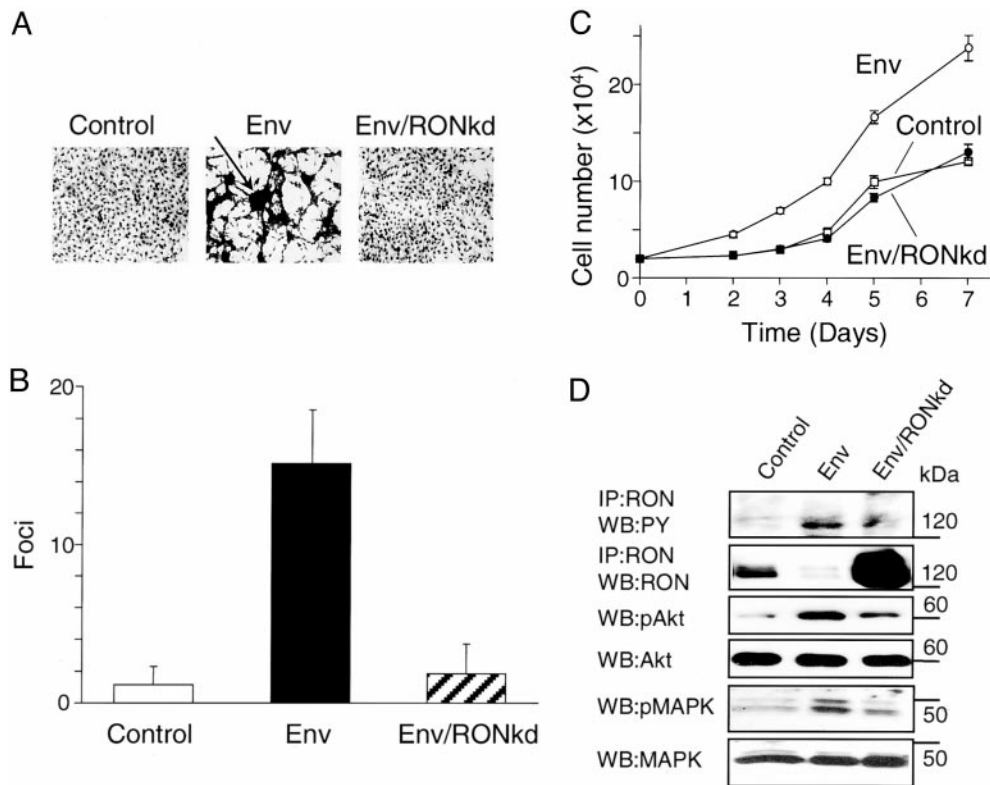 A
Control Env Env/RONkd
B
Foci
20
10
0
Control Env Env/RONkd
C
Cell number (x10⁴)
20
10
0
Env
Control
Env/RONkd
0 1 2 3 4 5 6 7
Time (Days)
D
Control Env Env/RONkd kDa
IP:RON
WB:PY 120
IP:RON
WB:RON 120
WB:pAkt 60
WB:Akt 60
WB:pMAPK 50
WB:MAPK 50